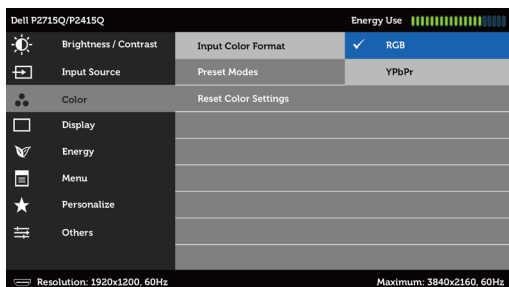 Dell P2715Q/P2415Q Energy Use
Brightness / Contrast Input Color Format ✓ RGB
Input Source Preset Modes YPbPr
Color Reset Color Settings
Display
Energy
Menu
Personalize
Others
Resolution: 1920x1200, 60Hz Maximum: 3840x2160, 60Hz